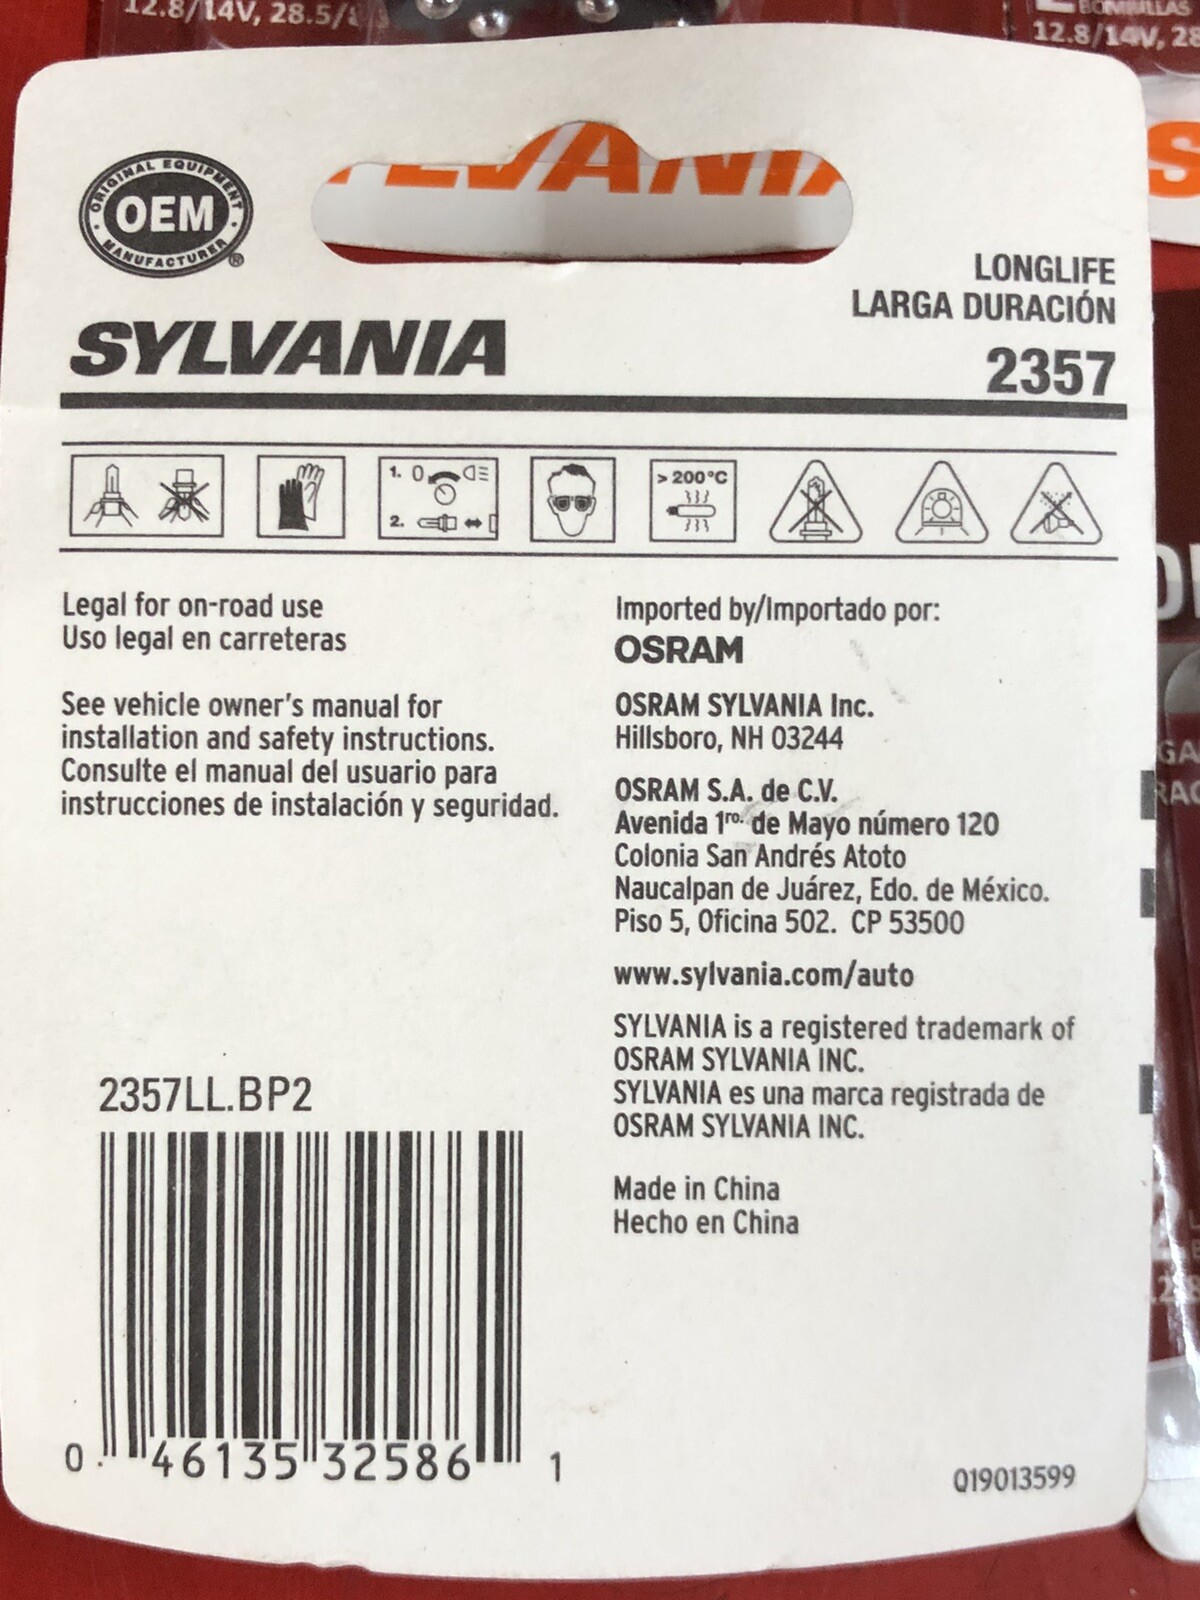 12.8/14V, 28.5/8
BOMBILLAS
12.8/14V, 28
SYLVANIA
S
ORIGINAL EQUIPMENT
OEM
MANUFACTURER
®
LONGLIFE
LARGA DURACIÓN
SYLVANIA
2357
1. 0
2.
> 200°C
Legal for on-road use
Uso legal en carreteras
See vehicle owner's manual for
installation and safety instructions.
Consulte el manual del usuario para
instrucciones de instalación y seguridad.
Imported by/Importado por:
OSRAM
OSRAM SYLVANIA Inc.
Hillsboro, NH 03244
OSRAM S.A. de C.V.
Avenida 1ro. de Mayo número 120
Colonia San Andrés Atoto
Naucalpan de Juárez, Edo. de México.
Piso 5, Oficina 502. CP 53500
www.sylvania.com/auto
SYLVANIA is a registered trademark of
OSRAM SYLVANIA INC.
SYLVANIA es una marca registrada de
OSRAM SYLVANIA INC.
Made in China
Hecho en China
2357LL.BP2
0 46135 32586 1
Q19013599